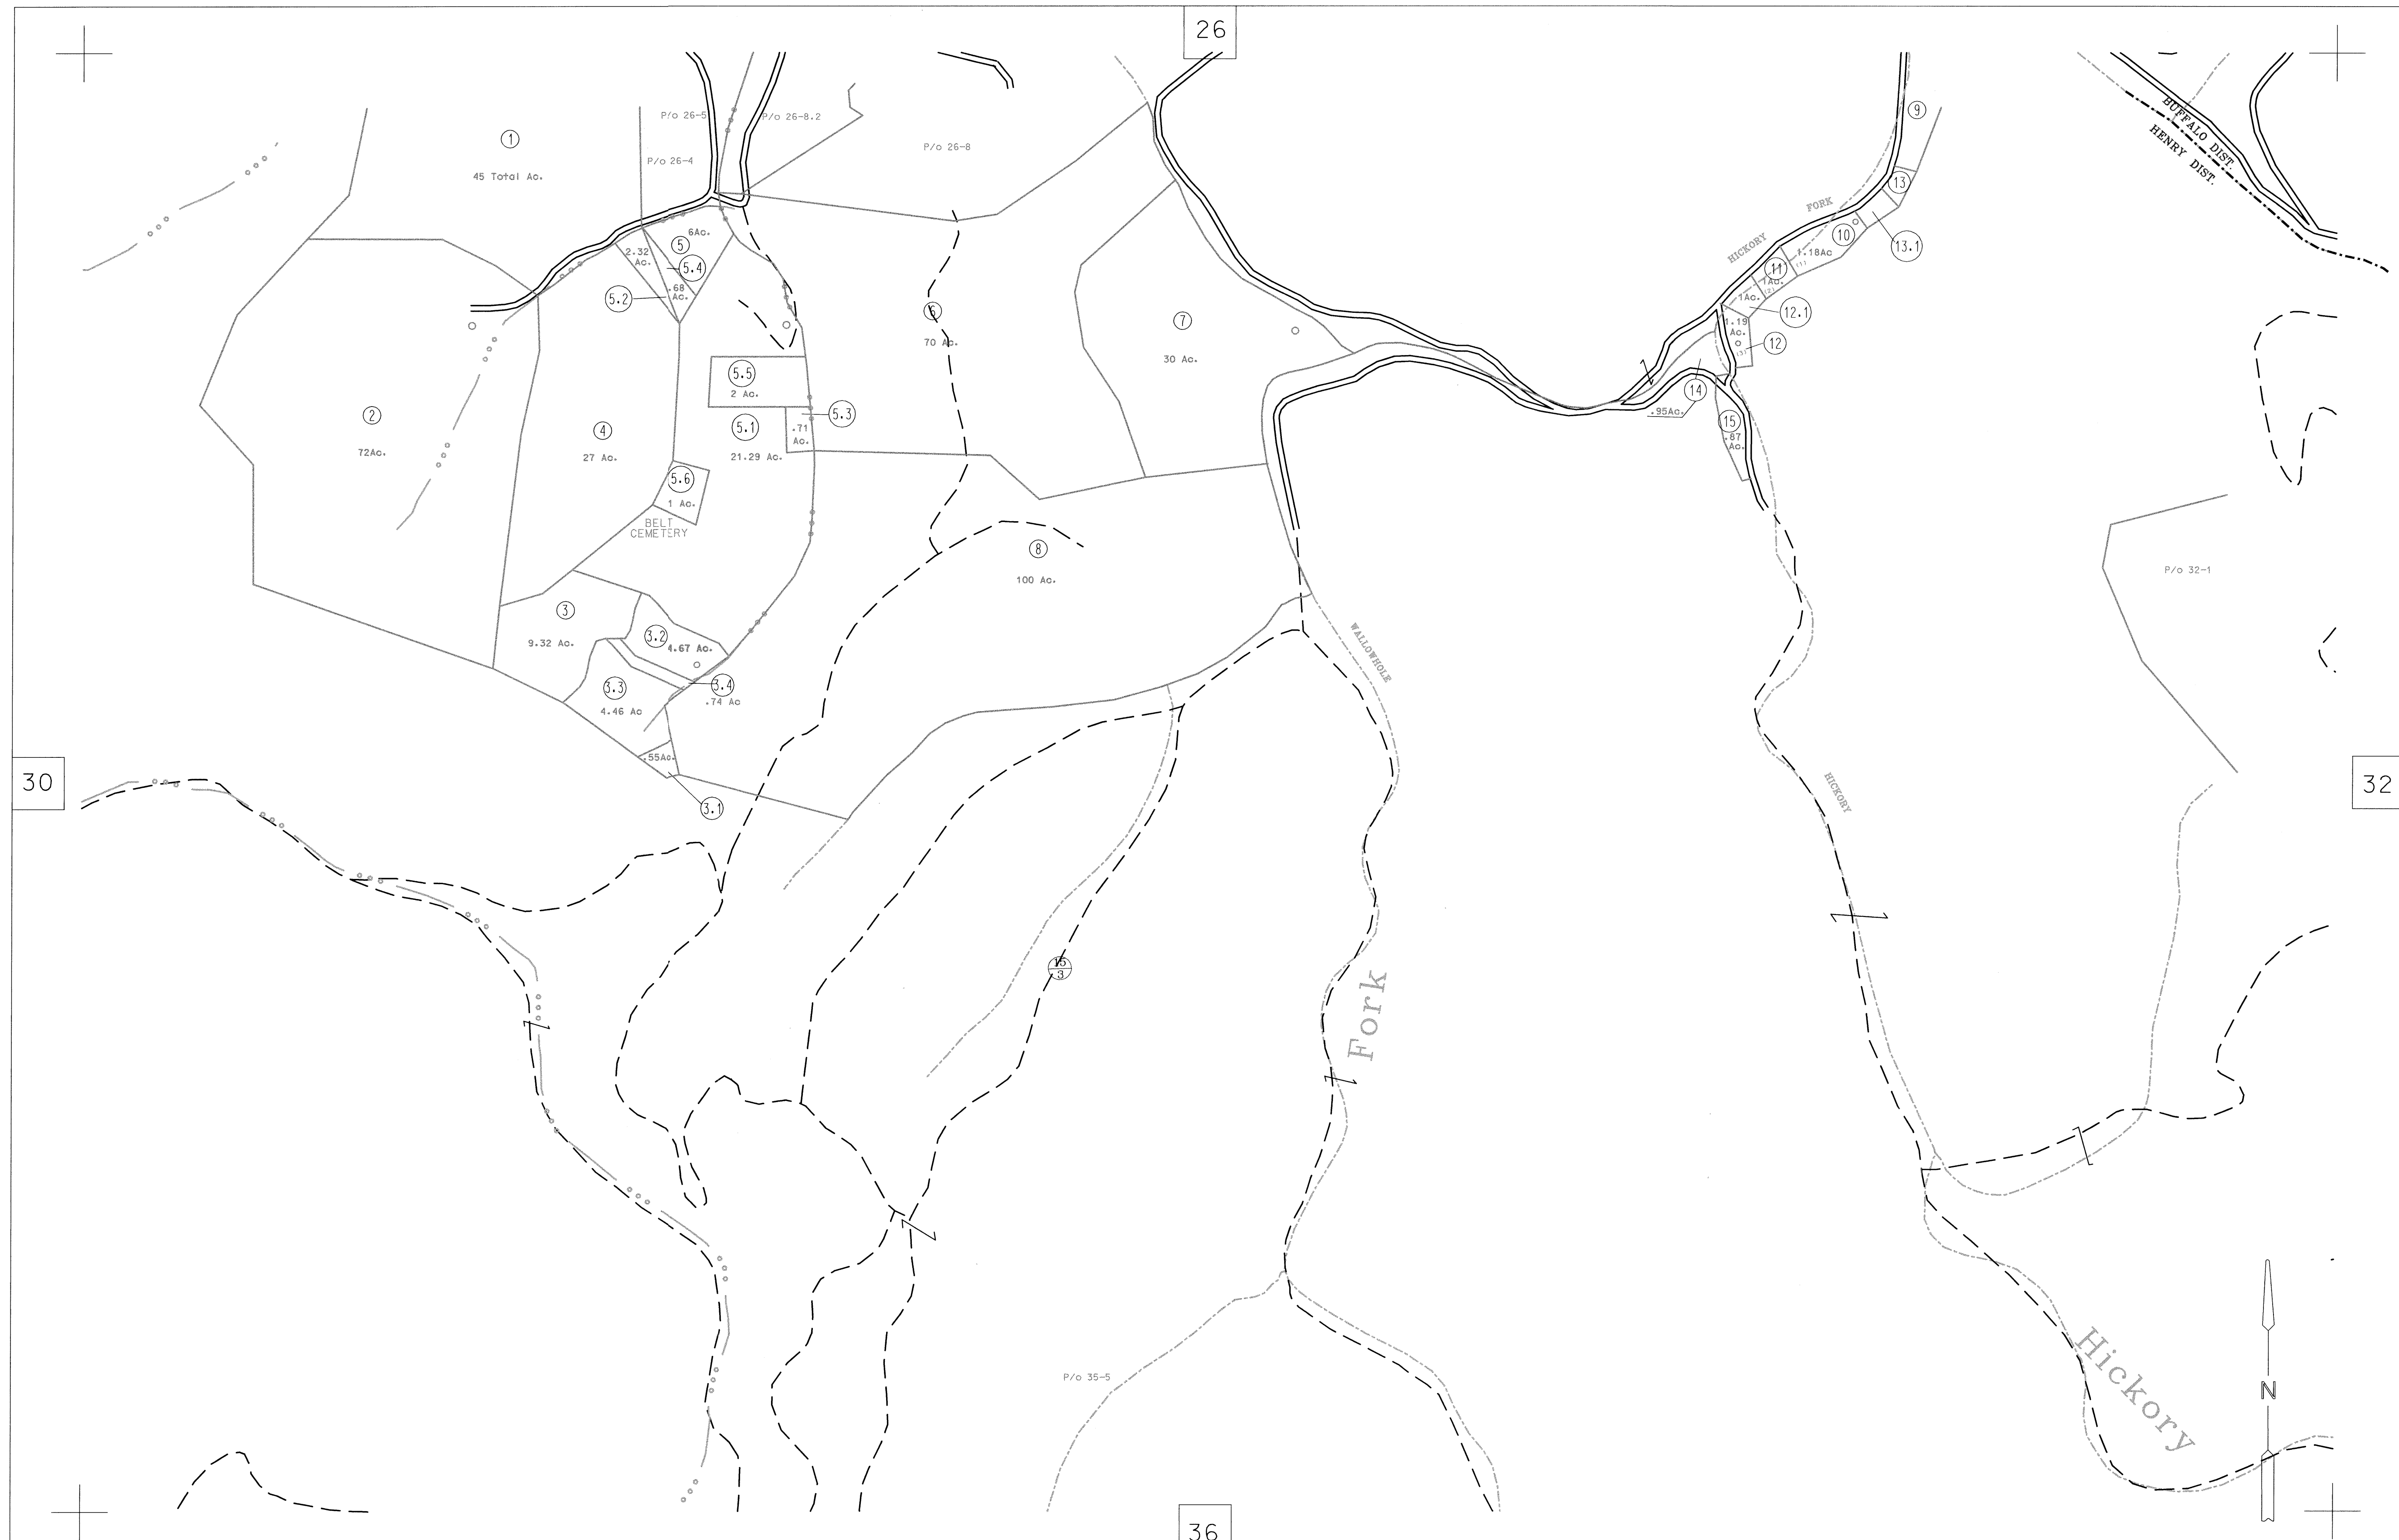 26
BUFFALO DIST.
HENRY DIST.
9
P/o 26-5
P/o 26-8.2
1
P/o 26-8
P/o 26-4
45 Total Ac.
13
FORK
10
13.1
HICKORY
1.18Ac
(1)
6Ac.
5
2.32
Ac.
5.4
.68
Ac.
5.2
11
1Ac.
(2)
1Ac.
12.1
6
70 Ac.
7
30 Ac.
1.19
Ac.
(3)
12
5.5
2 Ac.
14
.95Ac.
5.3
2
72Ac.
4
27 Ac.
5.1
21.29 Ac.
.71
Ac.
15
.87
Ac.
5.6
1 Ac.
BELT
CEMETERY
8
100 Ac.
P/o 32-1
3
9.32 Ac.
3.2
4.67 Ac.
WALLOWHOLE
3.3
4.46 Ac
3.4
.74 Ac
.55Ac.
3.1
30
HICKORY
32
15
3
Fork
Hickory
P/o 35-5
N
36